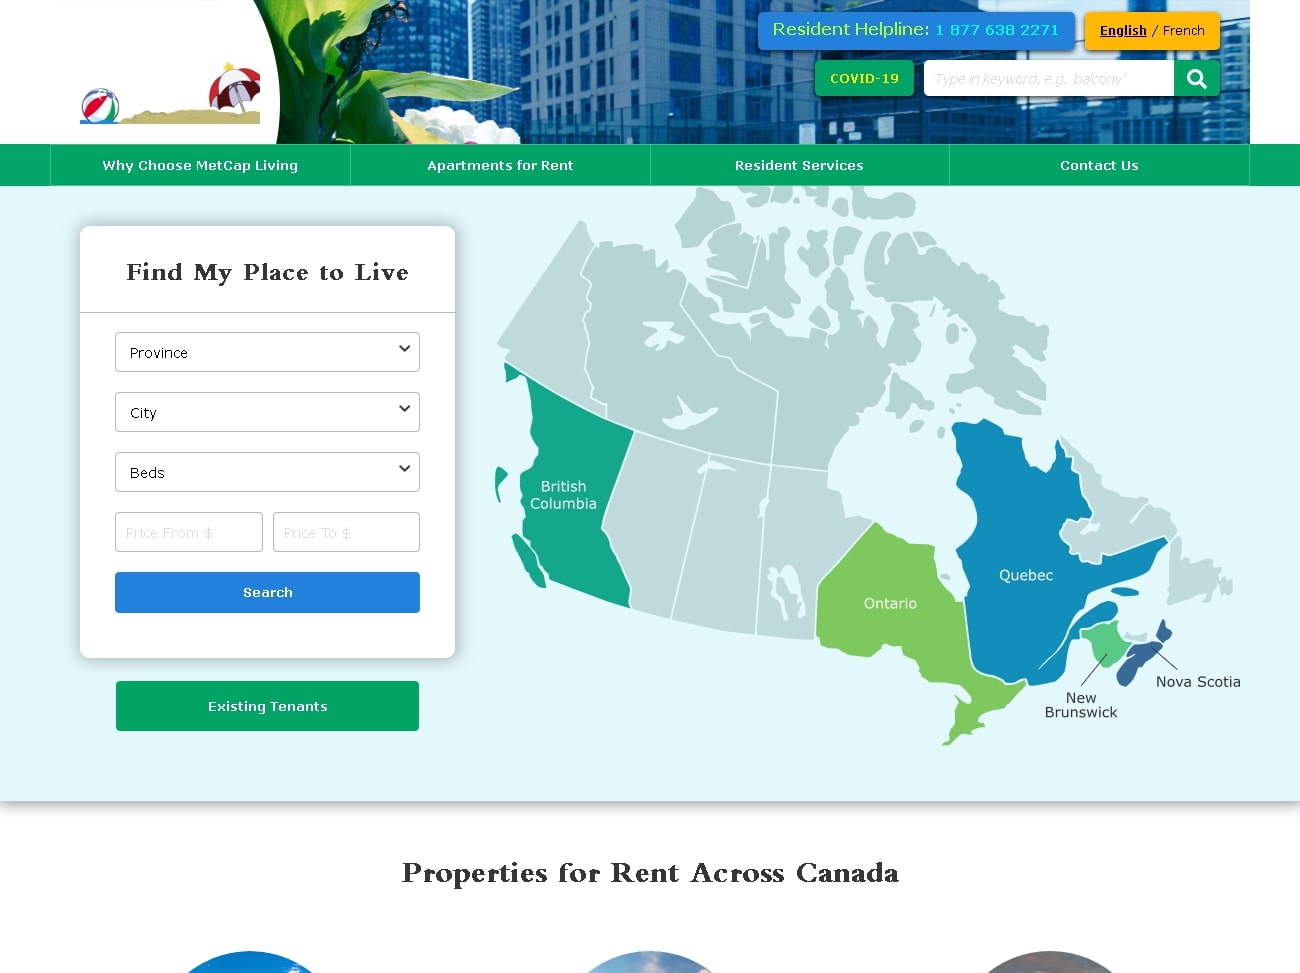 Resident Helpline: 1 877 638 2271
English / French
COVID-19
Type in keyword, e.g. 'balcony'
Why Choose MetCap Living
Apartments for Rent
Resident Services
Contact Us
Find My Place to Live
Province
City
Beds
Price From $
Price To $
Search
Existing Tenants
British
Columbia
Ontario
Quebec
New
Brunswick
Nova Scotia
Properties for Rent Across Canada